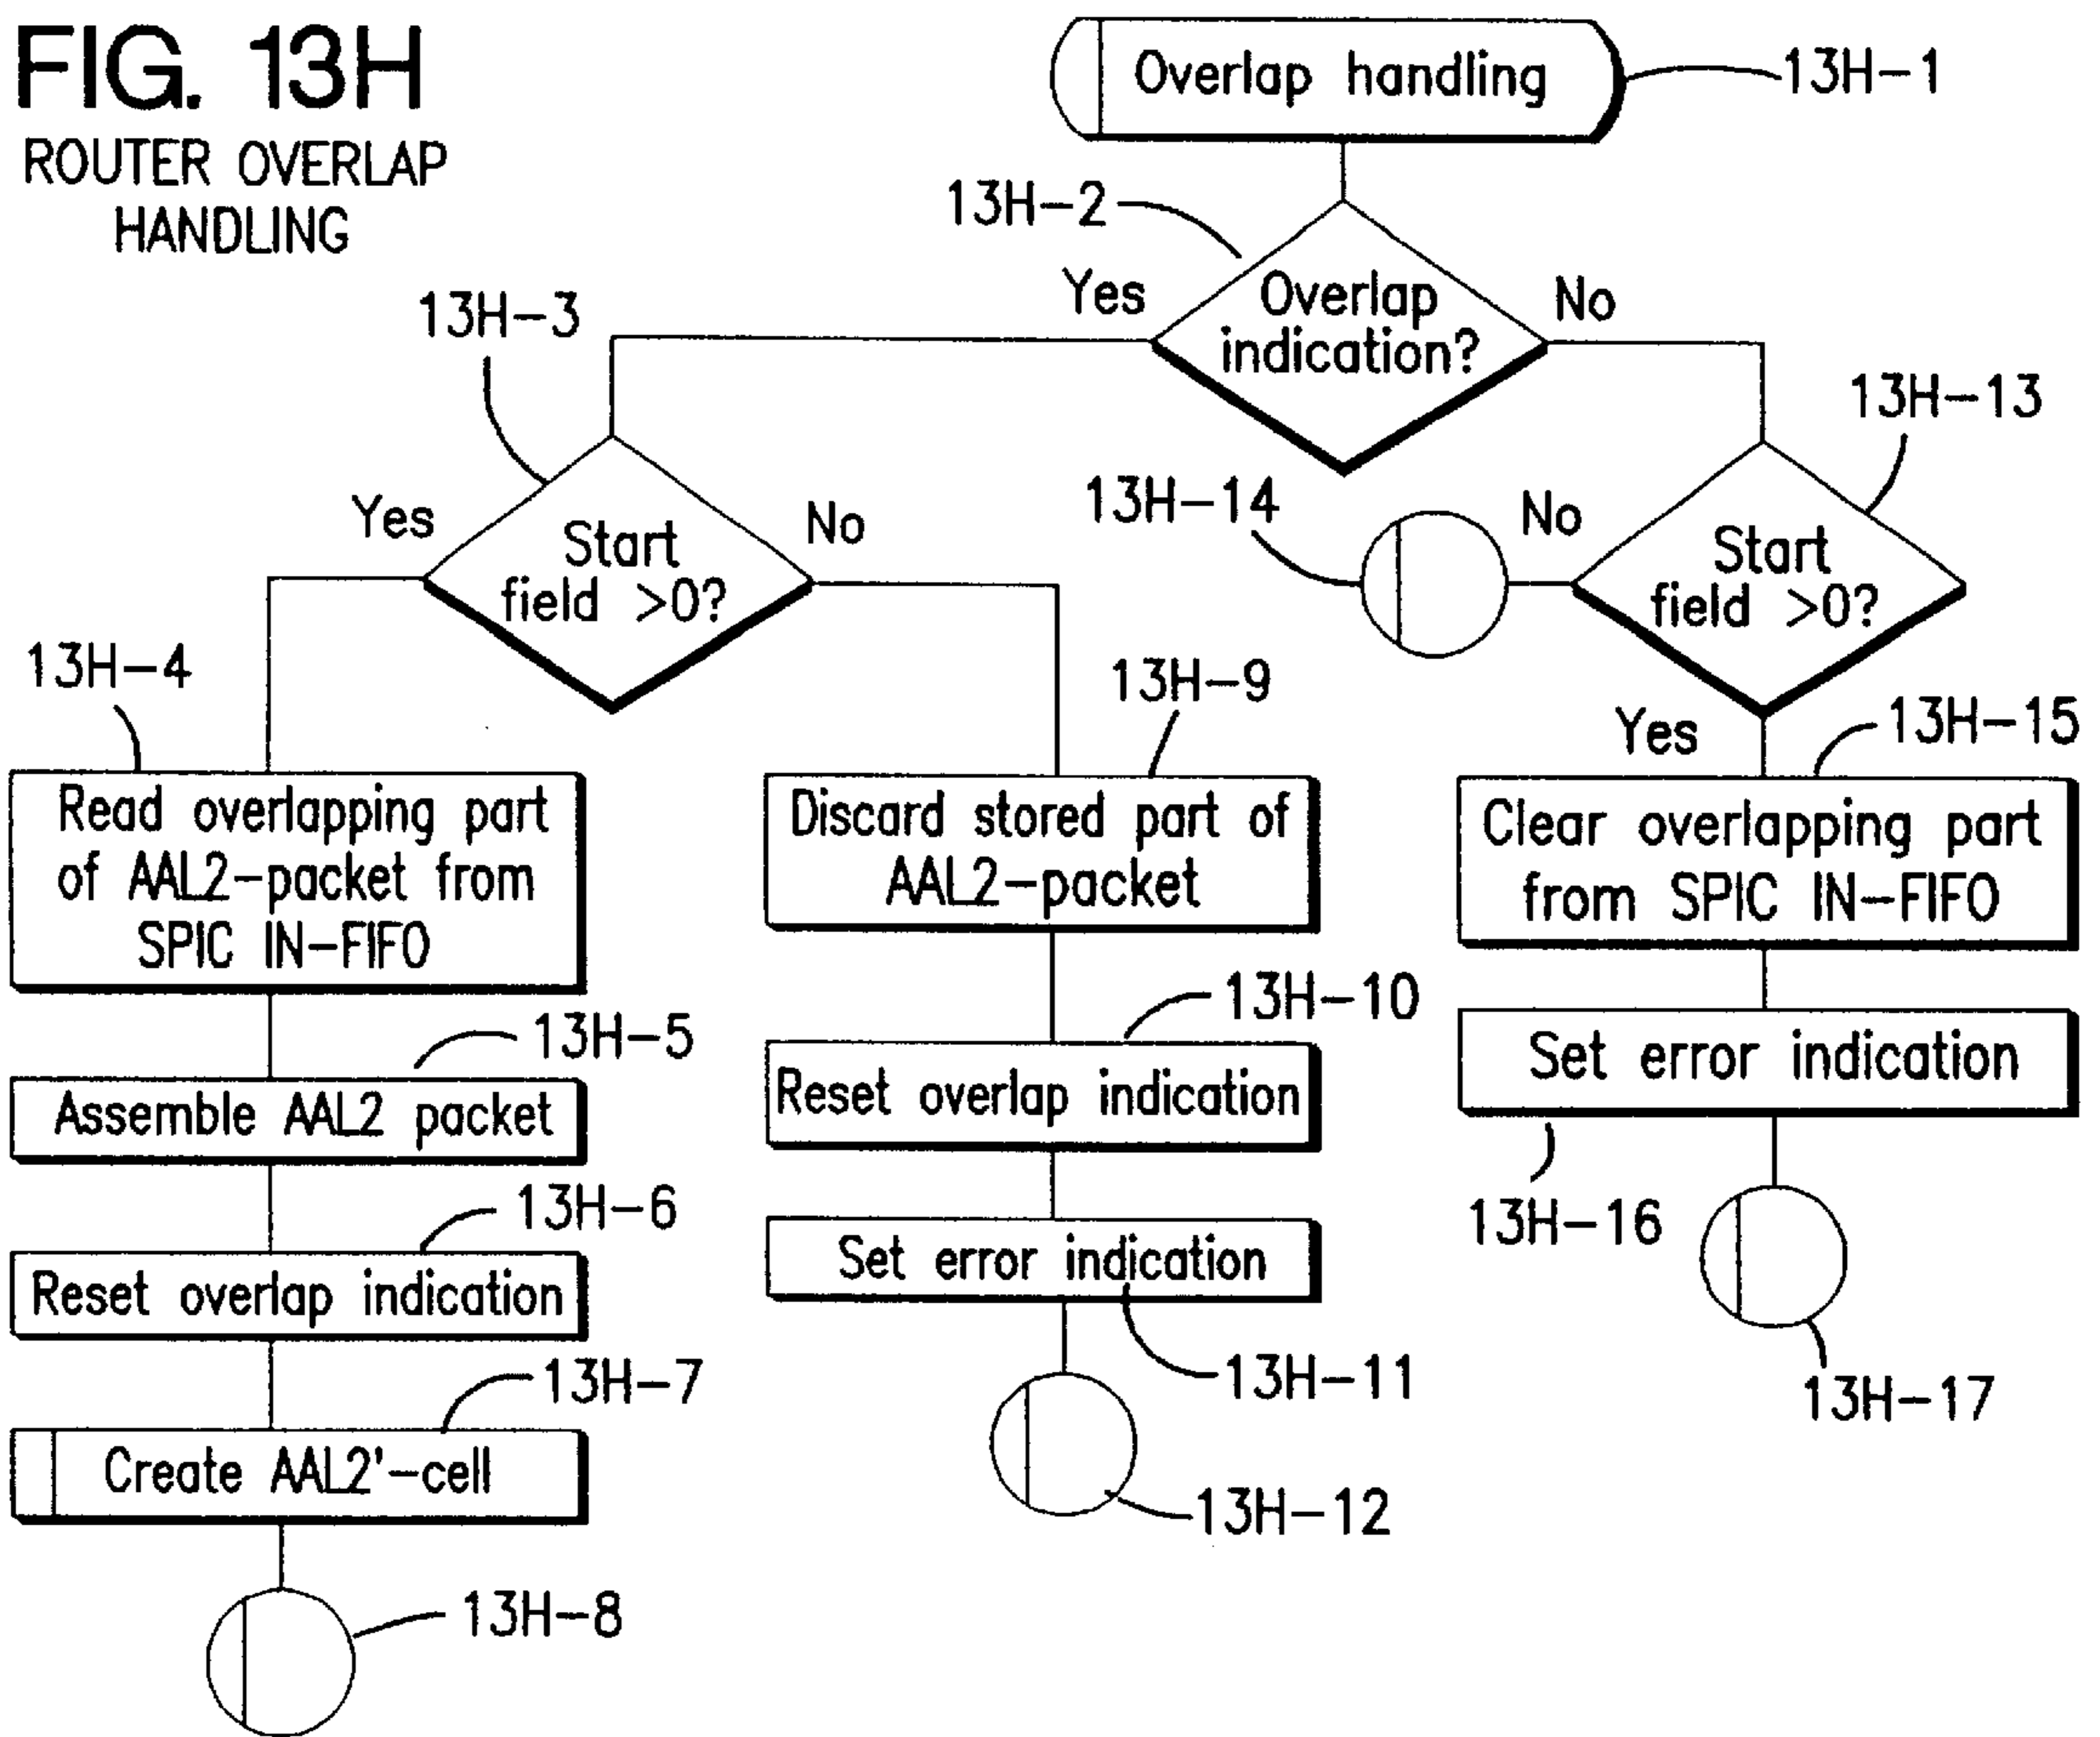 FIG. 13H
ROUTER OVERLAP
HANDLING
Overlap handling
13H-1
13H-2
Overlap
indication?
Yes
No
13H-3
Start
field >0?
Yes
No
13H-13
Start
field >0?
No
Yes
13H-14
13H-4
Read overlapping part
of AAL2-packet from
SPIC IN-FIFO
13H-5
Assemble AAL2 packet
13H-6
Reset overlap indication
13H-7
Create AAL2'-cell
13H-8
13H-9
Discard stored part of
AAL2-packet
13H-10
Reset overlap indication
Set error indication
13H-11
13H-12
13H-15
Clear overlapping part
from SPIC IN-FIFO
Set error indication
13H-16
13H-17